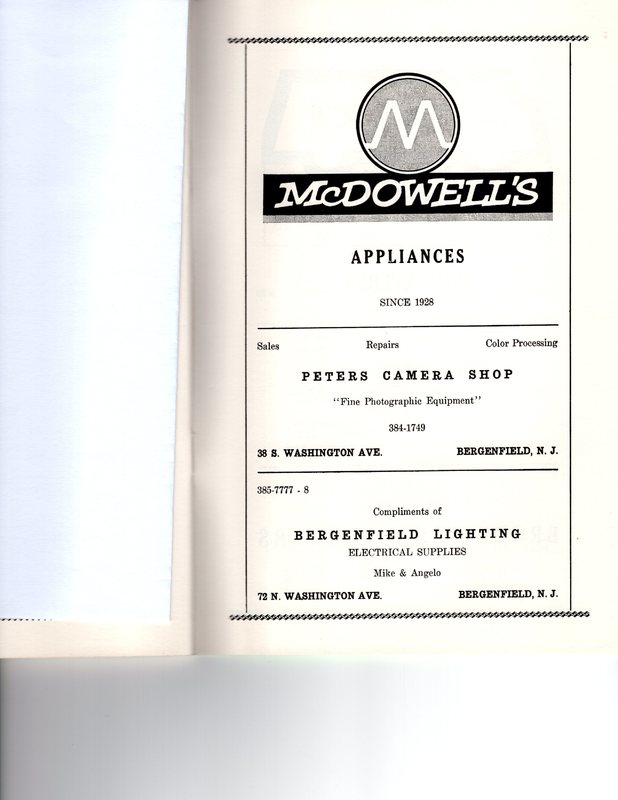 M
McDOWELL'S
APPLIANCES
SINCE 1928
Sales Repairs Color Processing
PETERS CAMERA SHOP
"Fine Photographic Equipment"
384-1749
38 S. WASHINGTON AVE. BERGENFIELD, N. J.
385-7777 - 8
Compliments of
BERGENFIELD LIGHTING
ELECTRICAL SUPPLIES
Mike & Angelo
72 N. WASHINGTON AVE. BERGENFIELD, N. J.